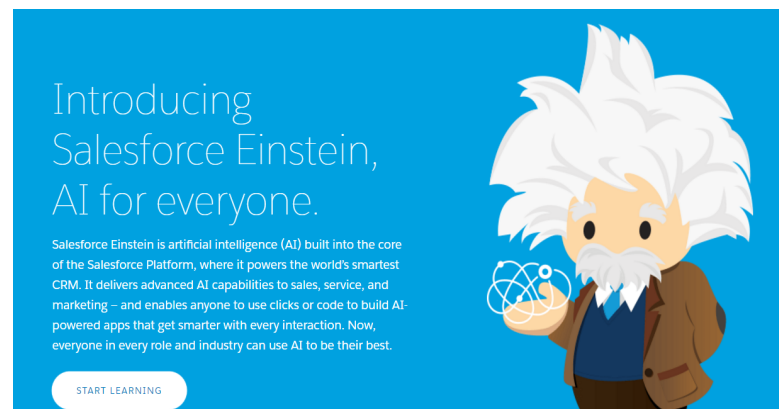 Introducing
Salesforce Einstein,
AI for everyone.
Salesforce Einstein is artificial intelligence (AI) built into the core
of the Salesforce Platform, where it powers the world's smartest
CRM. It delivers advanced AI capabilities to sales, service, and
marketing – and enables anyone to use clicks or code to build AI-
powered apps that get smarter with every interaction. Now,
everyone in every role and industry can use AI to be their best.
START LEARNING